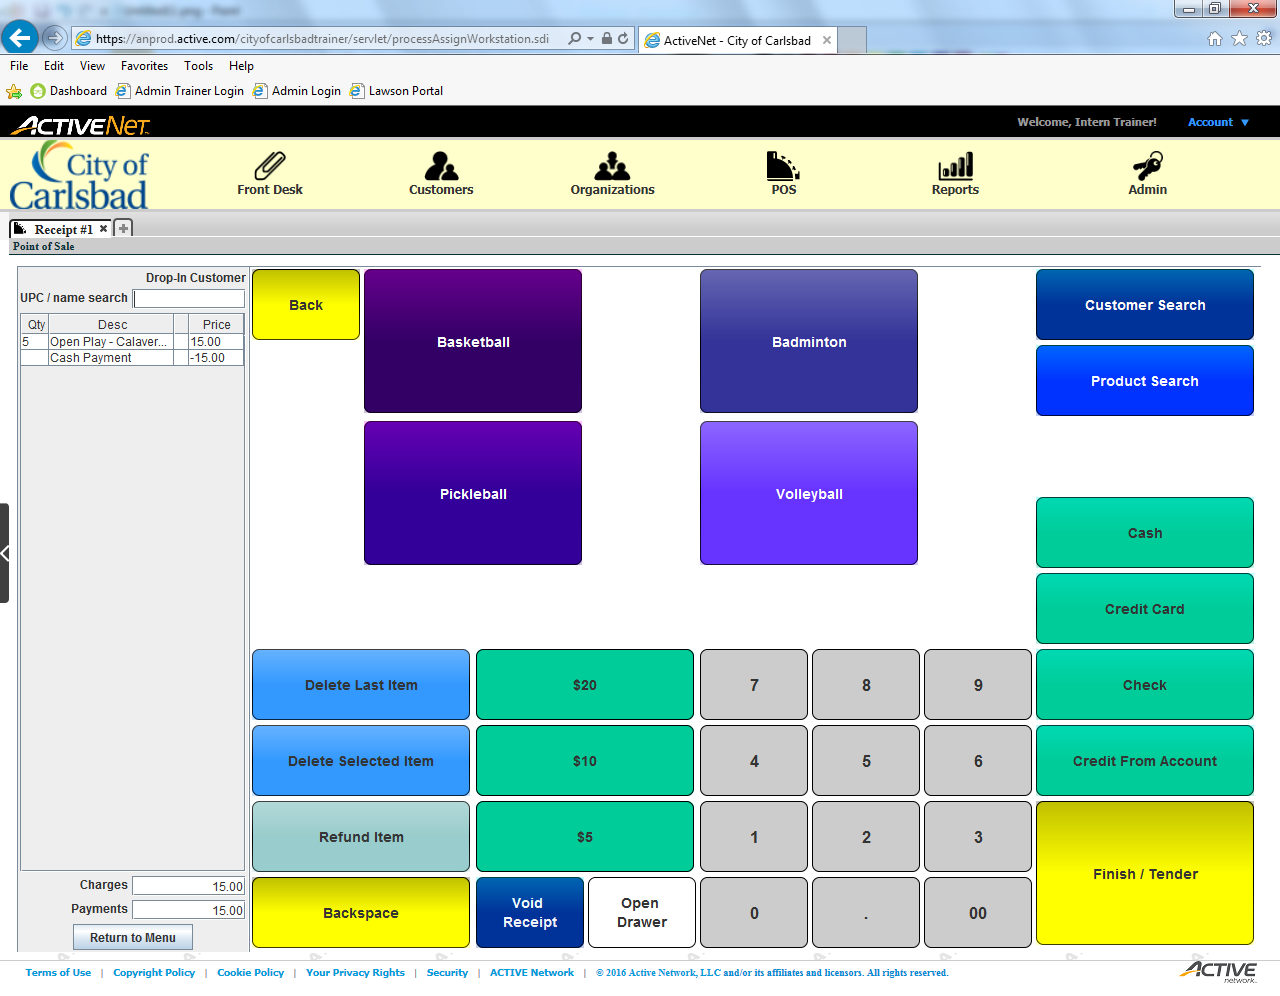 https://anprod.active.com/cityofcarlsbadtrainer/servlet/processAssignWorkstation.sdi
ActiveNet - City of Carlsbad
File Edit View Favorites Tools Help
Dashboard Admin Trainer Login Admin Login Lawson Portal
ACTIVENET
Welcome, Intern Trainer! Account
City of
Carlsbad
Front Desk Customers Organizations POS Reports Admin
Receipt #1
Point of Sale
Drop-In Customer
UPC / name search
Qty Desc Price
5 Open Play - Calaver... 15.00
Cash Payment -15.00
Back
Basketball
Badminton
Customer Search
Product Search
Pickleball
Volleyball
Cash
Credit Card
Delete Last Item $20 7 8 9 Check
Delete Selected Item $10 4 5 6 Credit From Account
Refund Item $5 1 2 3
Finish / Tender
Charges 15.00
Payments 15.00
Return to Menu
Backspace
Void
Receipt
Open
Drawer
0 . 00
Terms of Use | Copyright Policy | Cookie Policy | Your Privacy Rights | Security | ACTIVE Network | © 2016 Active Network, LLC and/or its affiliates and licensors. All rights reserved.
ACTIVE
network